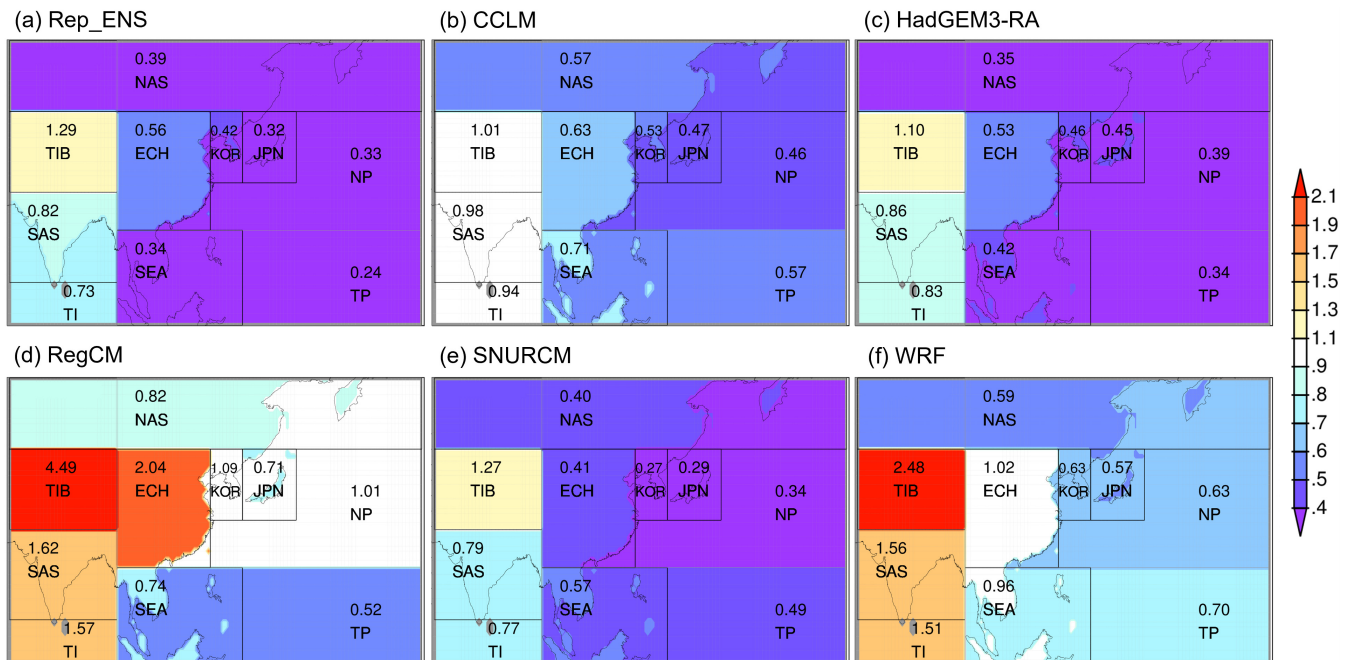 (a) Rep_ENS
0.39
NAS
1.29
TIB
0.56
ECH
0.42
KOR
0.32
JPN
0.33
NP
0.82
SAS
0.34
SEA
0.24
TP
0.73
TI
(b) CCLM
0.57
NAS
1.01
TIB
0.63
ECH
0.53
KOR
0.47
JPN
0.46
NP
0.98
SAS
0.71
SEA
0.57
TP
0.94
TI
(c) HadGEM3-RA
0.35
NAS
1.10
TIB
0.53
ECH
0.46
KOR
0.45
JPN
0.39
NP
0.86
SAS
0.42
SEA
0.34
TP
0.83
TI
(d) RegCM
0.82
NAS
4.49
TIB
2.04
ECH
1.09
KOR
0.71
JPN
1.01
NP
1.62
SAS
0.74
SEA
0.52
TP
1.57
TI
(e) SNURCM
0.40
NAS
1.27
TIB
0.41
ECH
0.27
KOR
0.29
JPN
0.34
NP
0.79
SAS
0.57
SEA
0.49
TP
0.77
TI
(f) WRF
0.59
NAS
2.48
TIB
1.02
ECH
0.63
KOR
0.57
JPN
0.63
NP
1.56
SAS
0.96
SEA
0.70
TP
1.51
TI
2.1
1.9
1.7
1.5
1.3
1.1
.9
.8
.7
.6
.5
.4